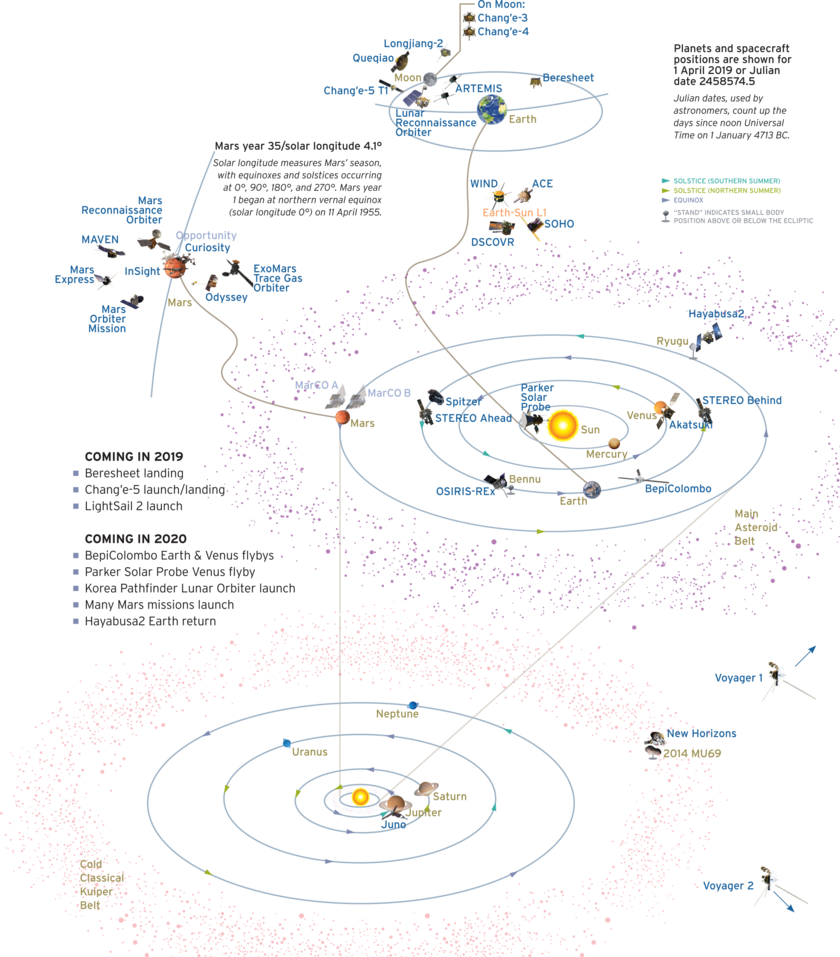 On Moon:
Chang'e-3
Chang'e-4
Longjiang-2
Queqiao
Moon
Chang'e-5 T1
ARTEMIS
Beresheet
Lunar
Reconnaissance
Orbiter
Earth
Planets and spacecraft
positions are shown for
1 April 2019 or Julian
date 2458574.5
Julian dates, used by
astronomers, count up the
days since noon Universal
Time on 1 January 4713 BC.
SOLSTICE (SOUTHERN SUMMER)
SOLSTICE (NORTHERN SUMMER)
EQUINOX
"STAND" INDICATES SMALL BODY
POSITION ABOVE OR BELOW THE ECLIPTIC
Mars year 35/solar longitude 4.1°
Solar longitude measures Mars' season,
with equinoxes and solstices occurring
at 0°, 90°, 180°, and 270°. Mars year
1 began at northern vernal equinox
(solar longitude 0°) on 11 April 1955.
WIND
ACE
Earth-Sun L1
SOHO
DSCOVR
Mars
Reconnaissance
Orbiter
MAVEN
Opportunity
Curiosity
Mars
Express
InSight
ExoMars
Trace Gas
Orbiter
Odyssey
Mars
Mars
Orbiter
Mission
Hayabusa2
Ryugu
MarCO A
MarCO B
Mars
Spitzer
STEREO Ahead
Parker
Solar
Probe
Sun
Mercury
Venus
Akatsuki
STEREO Behind
OSIRIS-REx
Bennu
Earth
BepiColombo
Main
Asteroid
Belt
COMING IN 2019
Beresheet landing
Chang'e-5 launch/landing
LightSail 2 launch
COMING IN 2020
BepiColombo Earth & Venus flybys
Parker Solar Probe Venus flyby
Korea Pathfinder Lunar Orbiter launch
Many Mars missions launch
Hayabusa2 Earth return
Voyager 1
Neptune
Uranus
New Horizons
2014 MU69
Saturn
Jupiter
Juno
Cold
Classical
Kuiper
Belt
Voyager 2